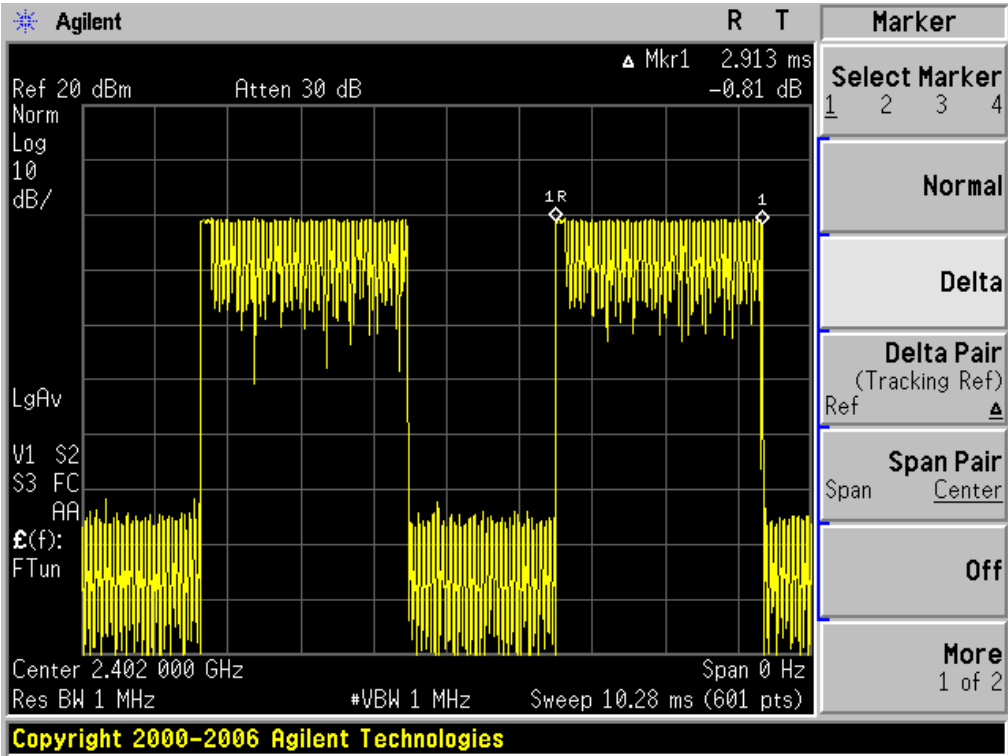 Agilent R T
Δ Mkr1 2.913 ms
Ref 20 dBm Atten 30 dB -0.81 dB
Norm
Log
10
dB/
1R
1
LgAv
V1 S2
S3 FC
AA
£(f):
FTun
Center 2.402 000 GHz Span 0 Hz
Res BW 1 MHz #VBW 1 MHz Sweep 10.28 ms (601 pts)
Copyright 2000-2006 Agilent Technologies
Marker
Select Marker
1 2 3 4
Normal
Delta
Delta Pair
(Tracking Ref)
Ref Δ
Span Pair
Span Center
Off
More
1 of 2